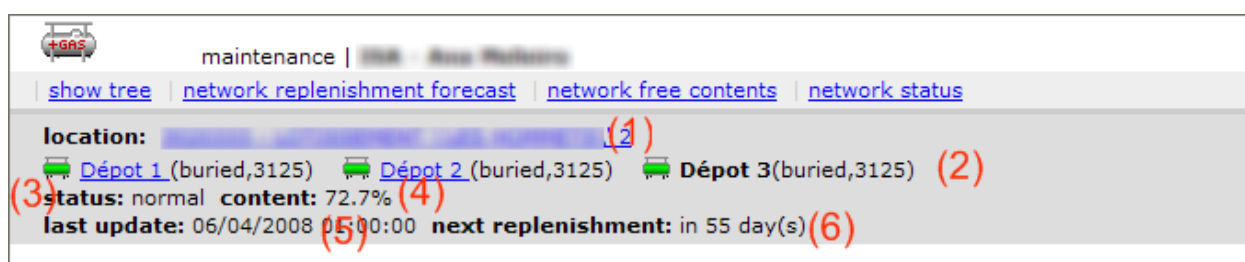 +GAS
maintenance |
| show tree | network replenishment forecast | network free contents | network status
location: 2 (1)
Dépot 1 (buried,3125) Dépot 2 (buried,3125) Dépot 3(buried,3125) (2)
(3) status: normal content: 72.7% (4)
last update: 06/04/2008 01:00:00 (5) next replenishment: in 55 day(s) (6)